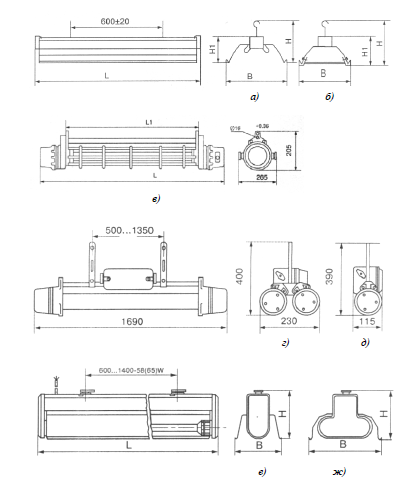 600±20
H1
H
H1
H
L
B
B
а)
б)
L1
L
265
205
в)
500...1350
1690
400
230
390
115
г)
д)
600...1400-58(65)W
L
B
H
B
H
е)
ж)